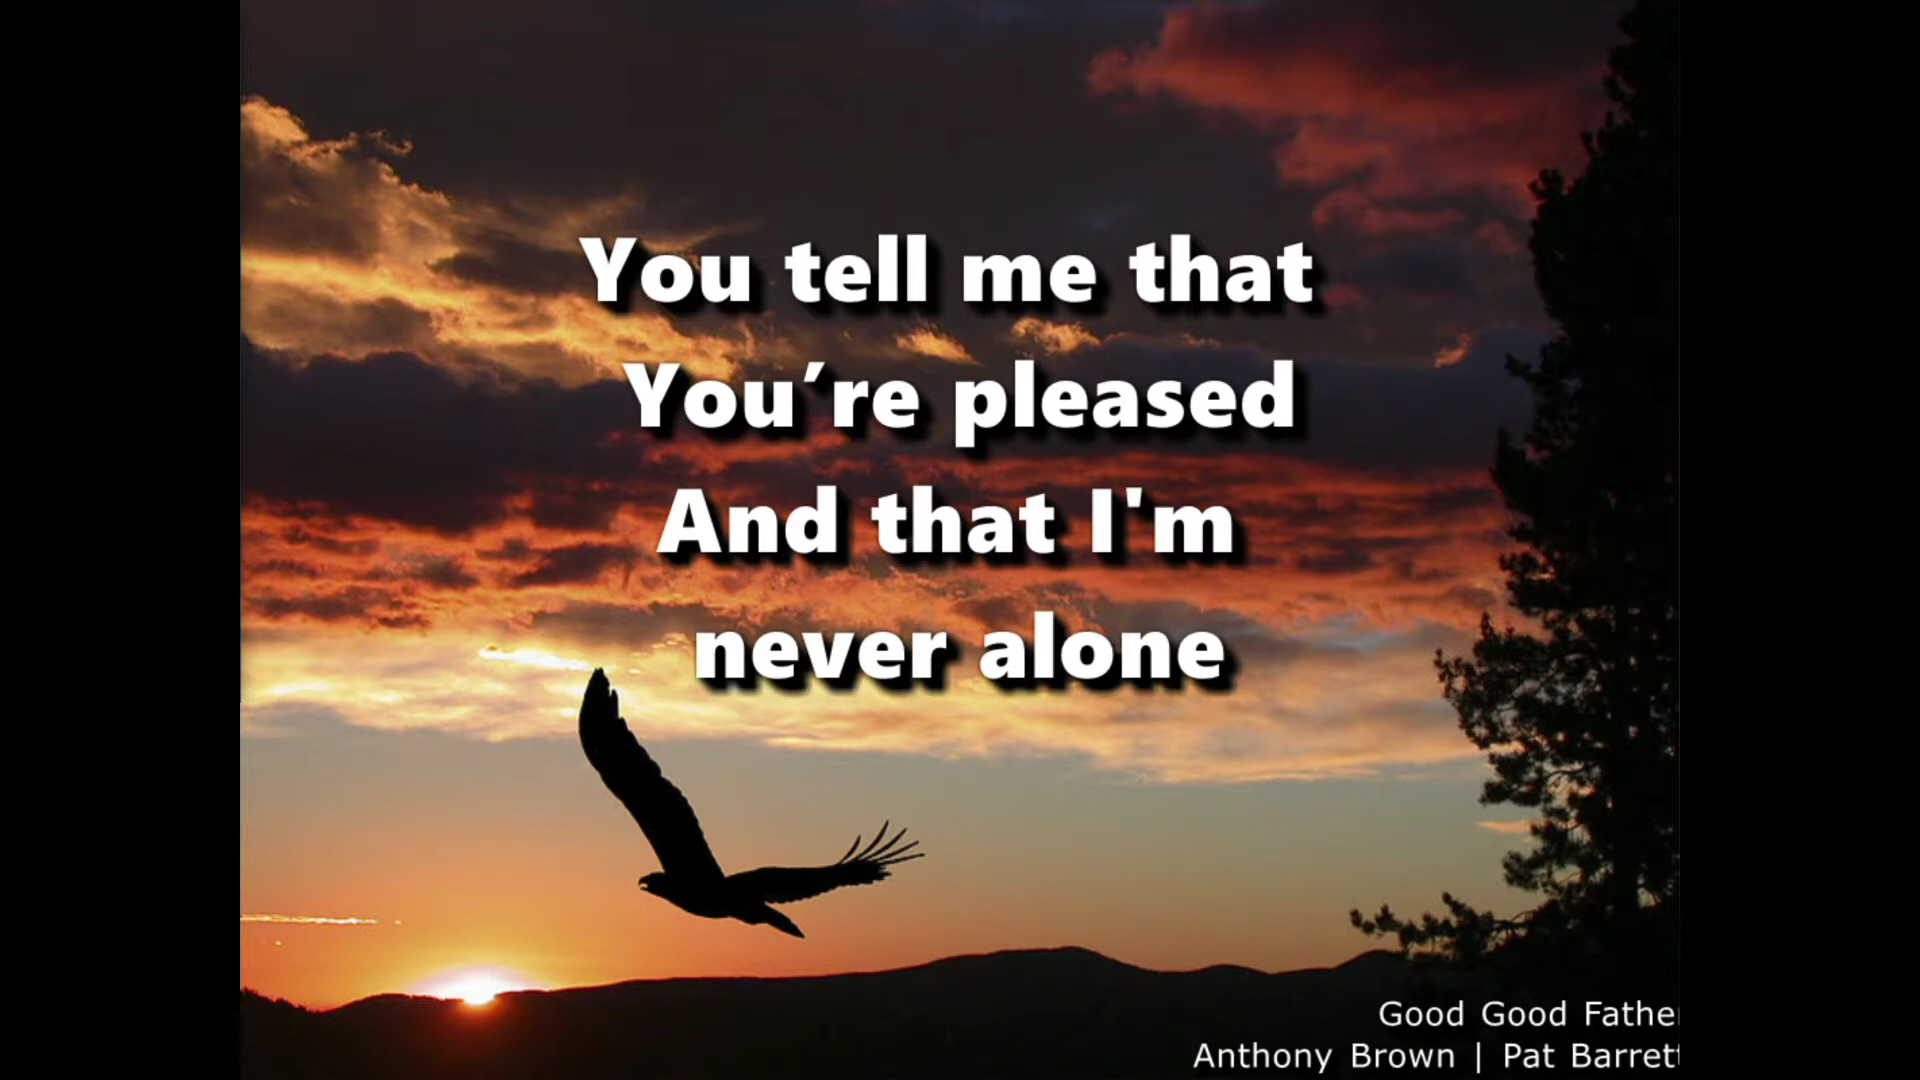 You tell me that
You’re pleased
And that I'm
never alone
Good Good Father
Anthony Brown | Pat Barrett